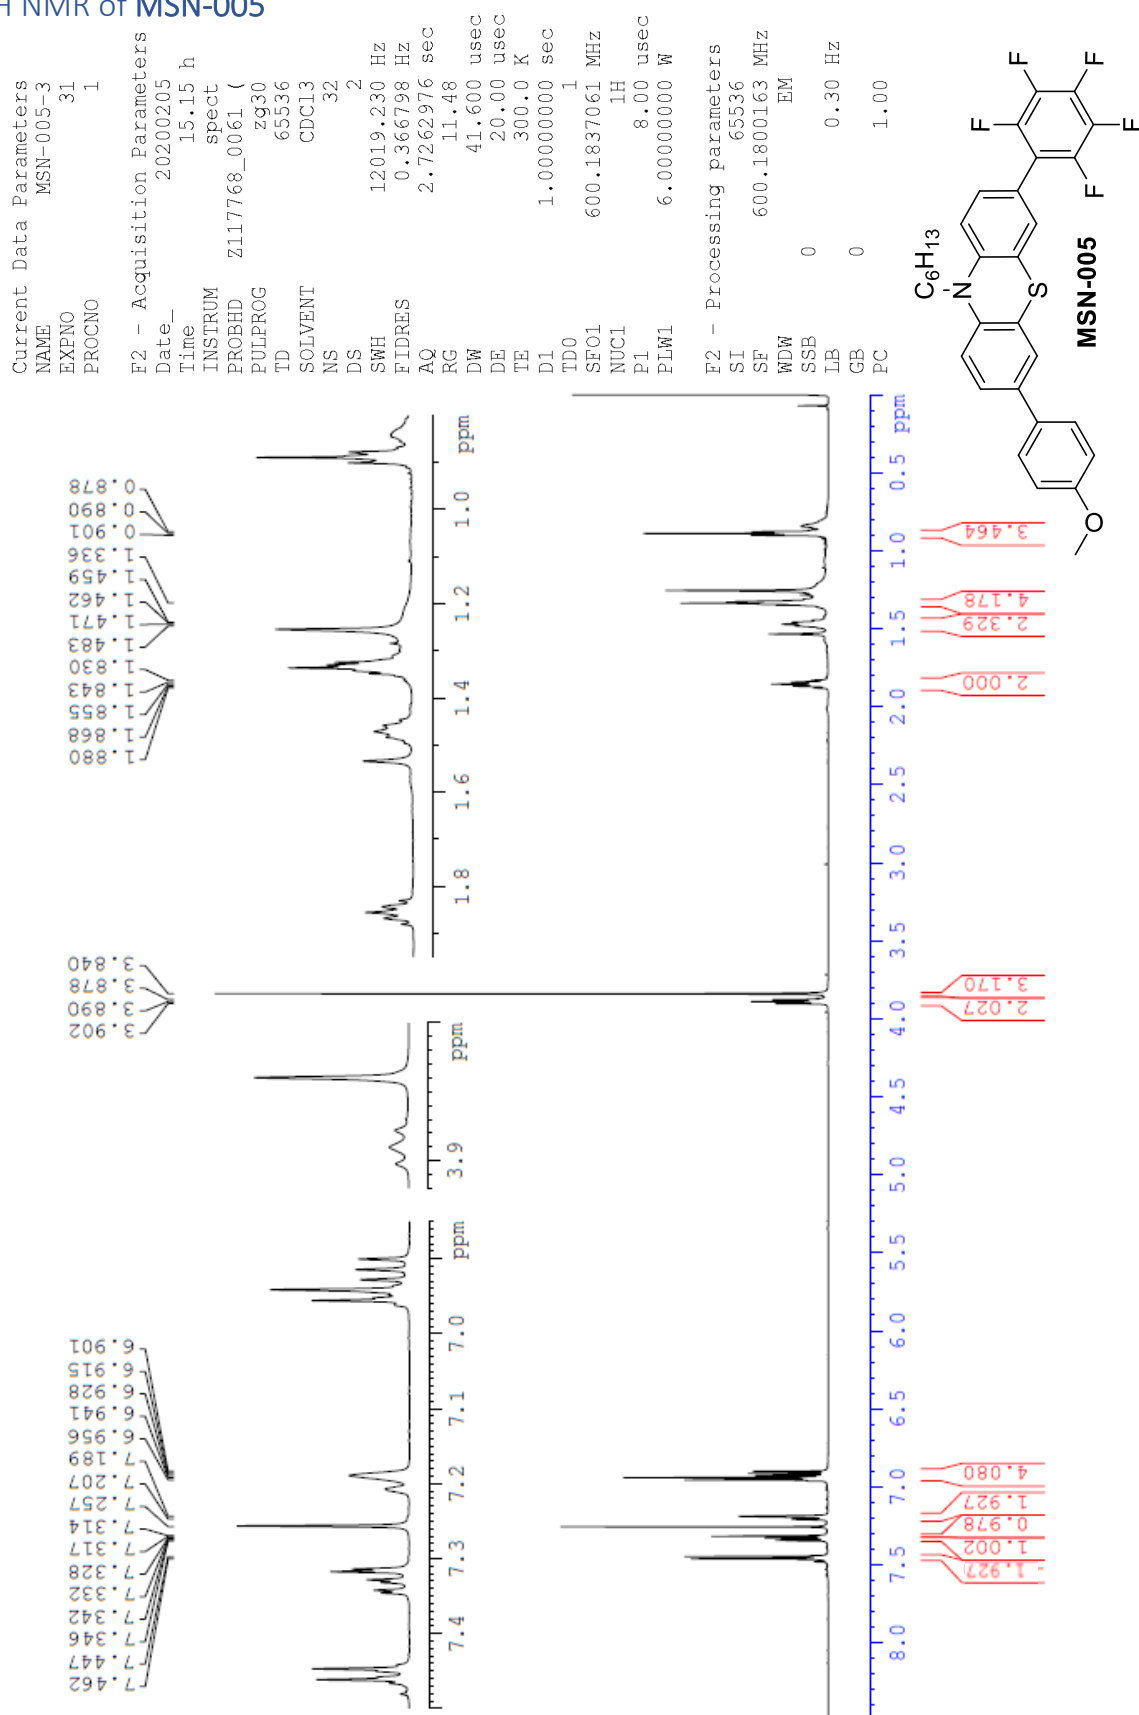 H NMR of MSN-005
Current Data Parameters
NAME MSN-005-3
EXPNO 31
PROCNO 1
F2 - Acquisition Parameters
Date_ 20200205
Time 15.15 h
INSTRUM spect
PROBHD Z117768_0061 (
PULPROG zg30
TD 65536
SOLVENT CDCl3
NS 32
DS 2
SWH 12019.230 Hz
FIDRES 0.366798 Hz
AQ 2.7262976 sec
RG 11.48
DW 41.600 usec
DE 20.00 usec
TE 300.0 K
D1 1.00000000 sec
TD0 1
SFO1 600.1837061 MHz
NUC1 1H
P1 8.00 usec
PLW1 6.00000000 W
F2 - Processing parameters
SI 65536
SF 600.1800163 MHz
WDW EM
SSB 0
LB 0.30 Hz
GB 0
PC 1.00
7.462
7.447
7.346
7.342
7.332
7.328
7.317
7.314
7.257
7.207
7.189
6.956
6.941
6.928
6.915
6.901
3.902
3.890
3.878
3.840
1.880
1.868
1.855
1.843
1.830
1.483
1.471
1.462
1.459
1.336
0.901
0.890
0.878
7.4 7.3 7.2 7.1 7.0 ppm
3.9 ppm
1.8 1.6 1.4 1.2 1.0 ppm
8.0 7.5 7.0 6.5 6.0 5.5 5.0 4.5 4.0 3.5 3.0 2.5 2.0 1.5 1.0 0.5 ppm
1.927
1.002
0.978
1.927
4.080
2.027
3.170
2.000
2.329
4.178
3.464
C6H13
N
S
O
F
F
F
F
F
MSN-005